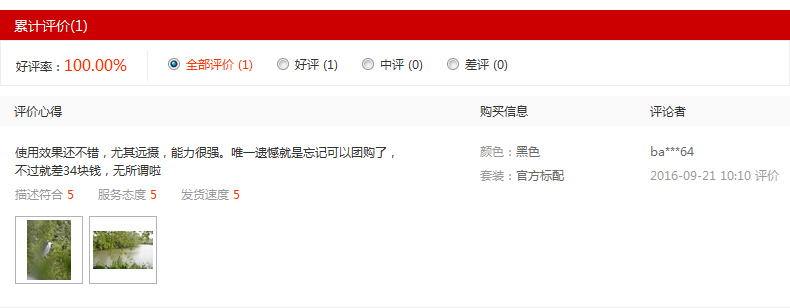 累计评价(1)
好评率：100.00% 全部评价 (1) 好评 (1) 中评 (0) 差评 (0)
评价心得 购买信息 评论者
使用效果还不错，尤其远摄，能力很强。唯一遗憾就是忘记可以团购了，
不过就差34块钱，无所谓啦
描述符合 5 服务态度 5 发货速度 5
颜色：黑色
套装：官方标配
ba***64
2016-09-21 10:10 评价